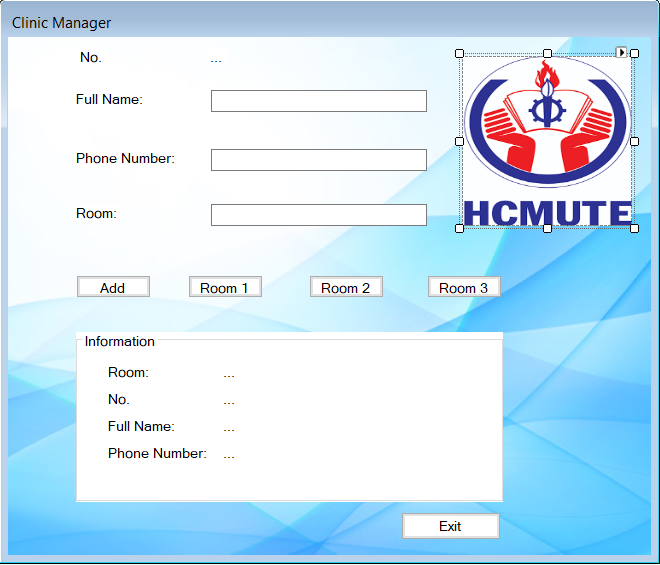 Clinic Manager
No. ...
Full Name:
Phone Number:
Room:
HCMUTE
Add Room 1 Room 2 Room 3
Information
Room: ...
No. ...
Full Name: ...
Phone Number: ...
Exit